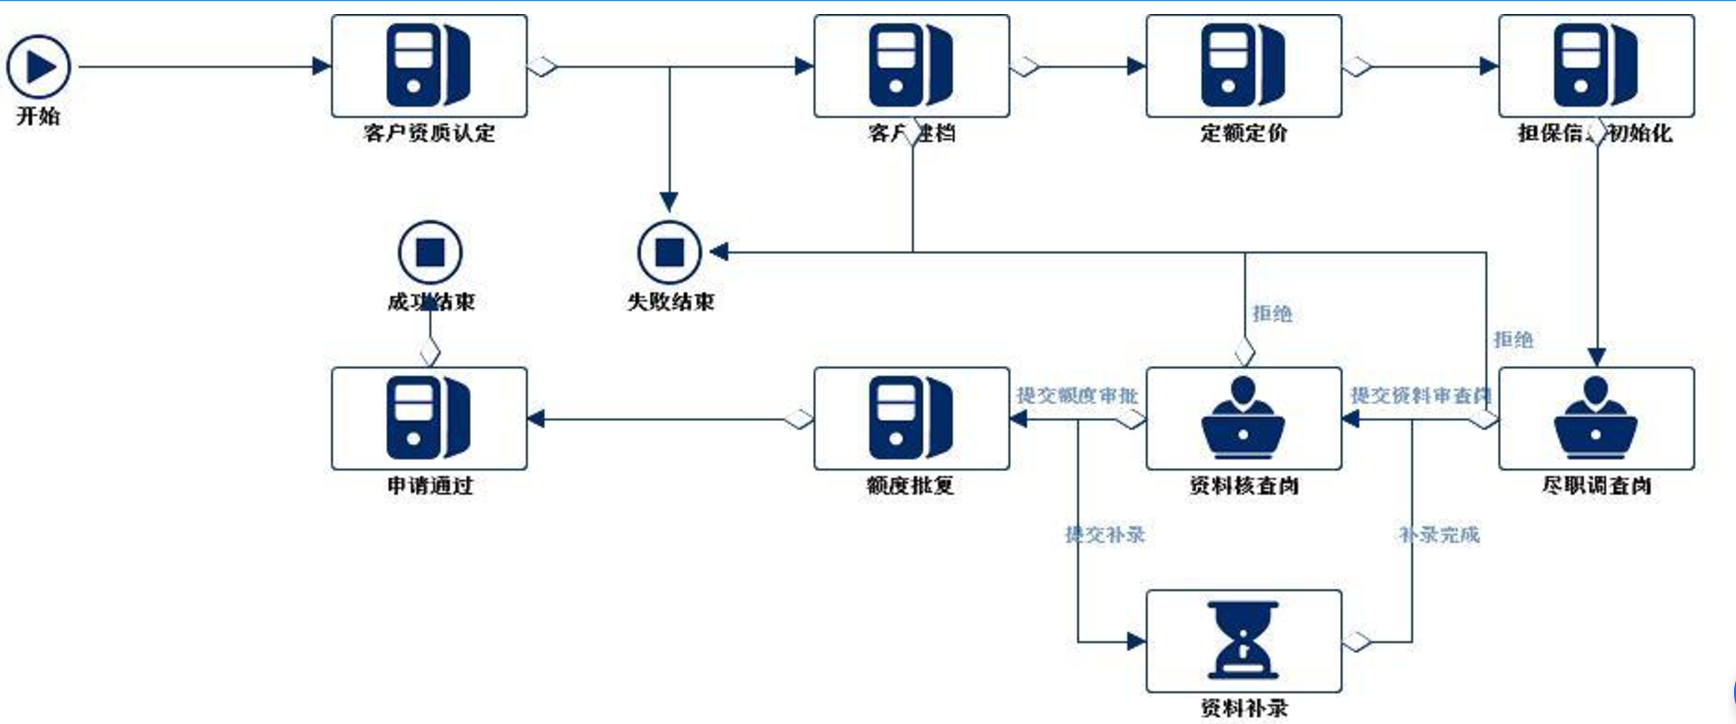 开始
客户资质认定
客户建档
定额定价
担保信息初始化
成功结束
失败结束
拒绝
拒绝
提交额度审批
提交资料审查岗
申请通过
额度批复
资料核查岗
尽职调查岗
提交补录
补录完成
资料补录